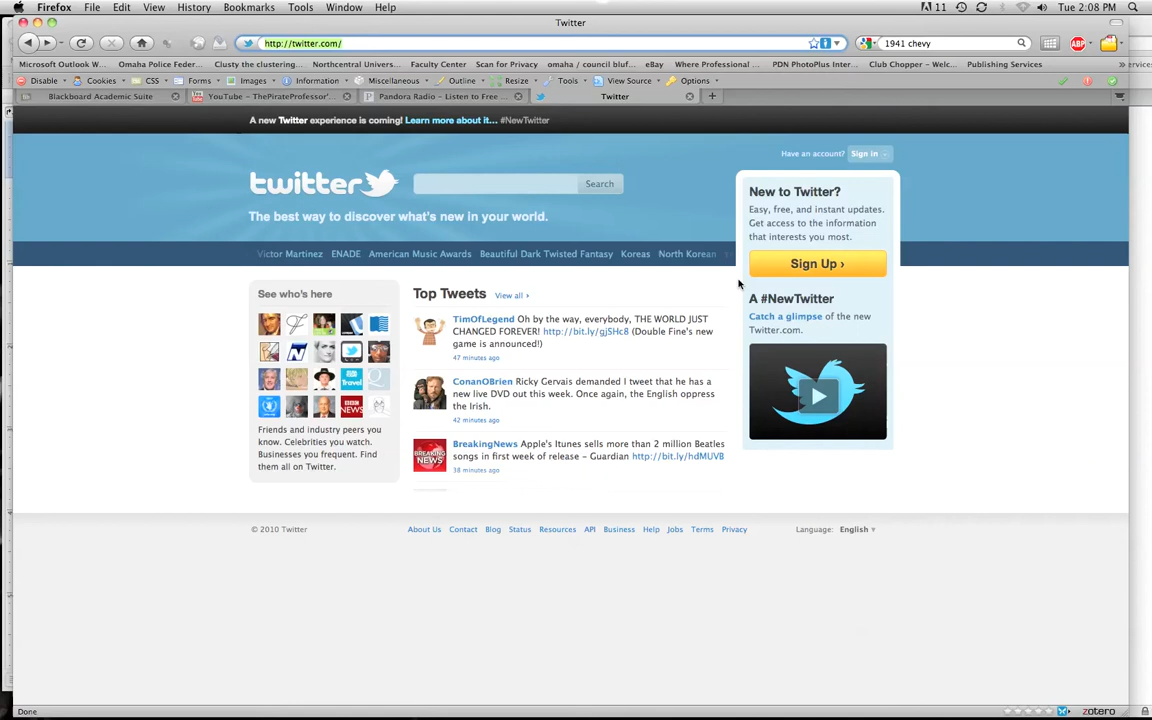 Firefox File Edit View History Bookmarks Tools Window Help 11 Tue 2:08 PM
Twitter
http://twitter.com/ 1941 chevy
Microsoft Outlook W... Omaha Police Feder... Clusty the clustering... Northcentral Univers... Faculty Center Scan for Privacy omaha / council bluf... eBay Where Professional ... PDN PhotoPlus Inter... Club Chopper – Welc... Publishing Services
Disable Cookies CSS Forms Images Information Miscellaneous Outline Resize Tools View Source Options
Blackboard Academic Suite YouTube – ThePirateProfessor'... Pandora Radio – Listen to Free ... Twitter
A new Twitter experience is coming! Learn more about it... #NewTwitter
Have an account? Sign in
twitter Search
The best way to discover what's new in your world.
New to Twitter?
Easy, free, and instant updates.
Get access to the information
that interests you most.
Sign Up ›
Victor Martinez ENADE American Music Awards Beautiful Dark Twisted Fantasy Koreas North Korean
See who's here
Friends and industry peers you
know. Celebrities you watch.
Businesses you frequent. Find
them all on Twitter.
Top Tweets View all ›
TimOfLegend Oh by the way, everybody, THE WORLD JUST
CHANGED FOREVER! http://bit.ly/gjSHc8 (Double Fine's new
game is announced!)
47 minutes ago
ConanOBrien Ricky Gervais demanded I tweet that he has a
new live DVD out this week. Once again, the English oppress
the Irish.
42 minutes ago
BREAKING NEWS
BreakingNews Apple's Itunes sells more than 2 million Beatles
songs in first week of release – Guardian http://bit.ly/hdMUVB
38 minutes ago
A #NewTwitter
Catch a glimpse of the new
Twitter.com.
© 2010 Twitter About Us Contact Blog Status Resources API Business Help Jobs Terms Privacy Language: English
Done zotero